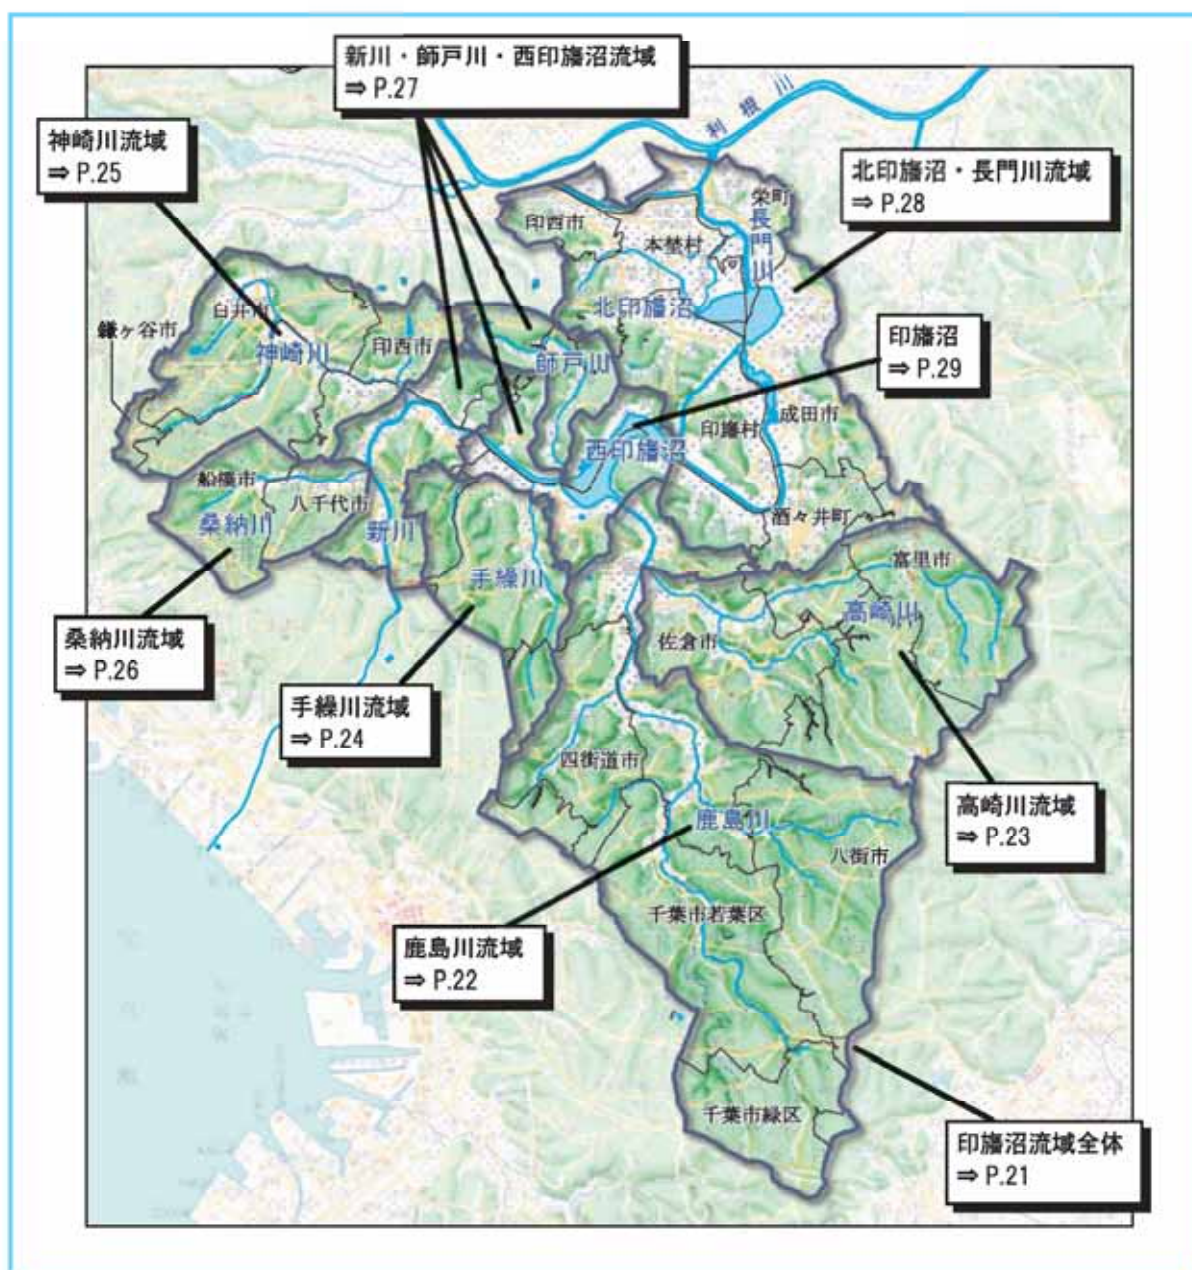 新川・師戸川・西印旛沼流域
⇒ P.27
神崎川流域
⇒ P.25
北印旛沼・長門川流域
⇒ P.28
印旛沼
⇒ P.29
桑納川流域
⇒ P.26
手繰川流域
⇒ P.24
高崎川流域
⇒ P.23
鹿島川流域
⇒ P.22
印旛沼流域全体
⇒ P.21
利根川
栄町
長門川
印西市
本埜村
北印旛沼
白井市
鎌ヶ谷市
神崎川
印西市
師戸川
成田市
印旛村
西印旛沼
船橋市
八千代市
桑納川
新川
酒々井町
手繰川
富里市
高崎川
佐倉市
四街道市
鹿島川
八街市
千葉市若葉区
千葉市緑区